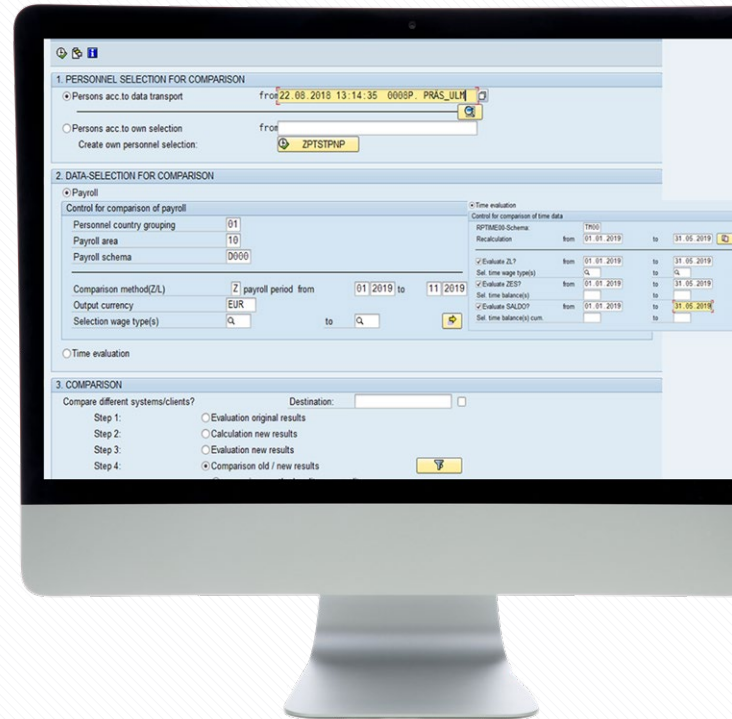 1. PERSONNEL SELECTION FOR COMPARISON
Persons acc.to data transport from 22.08.2018 13:14:35 0008P. PRÄS_ULM
Persons acc.to own selection from
Create own personnel selection: ZPTSTPNP
2. DATA-SELECTION FOR COMPARISON
Payroll
Control for comparison of payroll
Personnel country grouping 01
Payroll area 10
Payroll schema D000
Comparison method(Z/L) Z payroll period from 01 2019 to 11 2019
Output currency EUR
Selection wage type(s) to
Time evaluation
Time evaluation
Control for comparison of time data
RPTIME00-Schema: TM00
Recalculation from 01.01.2019 to 31.05.2019
Evaluate ZL? from 01.01.2019 to 31.05.2019
Sel. time wage type(s) to
Evaluate ZES? from 01.01.2019 to 31.05.2019
Sel. time balance(s) to
Evaluate SALDO? from 01.01.2019 to 31.05.2019
Sel. time balance(s) cum. to
3. COMPARISON
Compare different systems/clients? Destination:
Step 1: Evaluation original results
Step 2: Calculation new results
Step 3: Evaluation new results
Step 4: Comparison old / new results